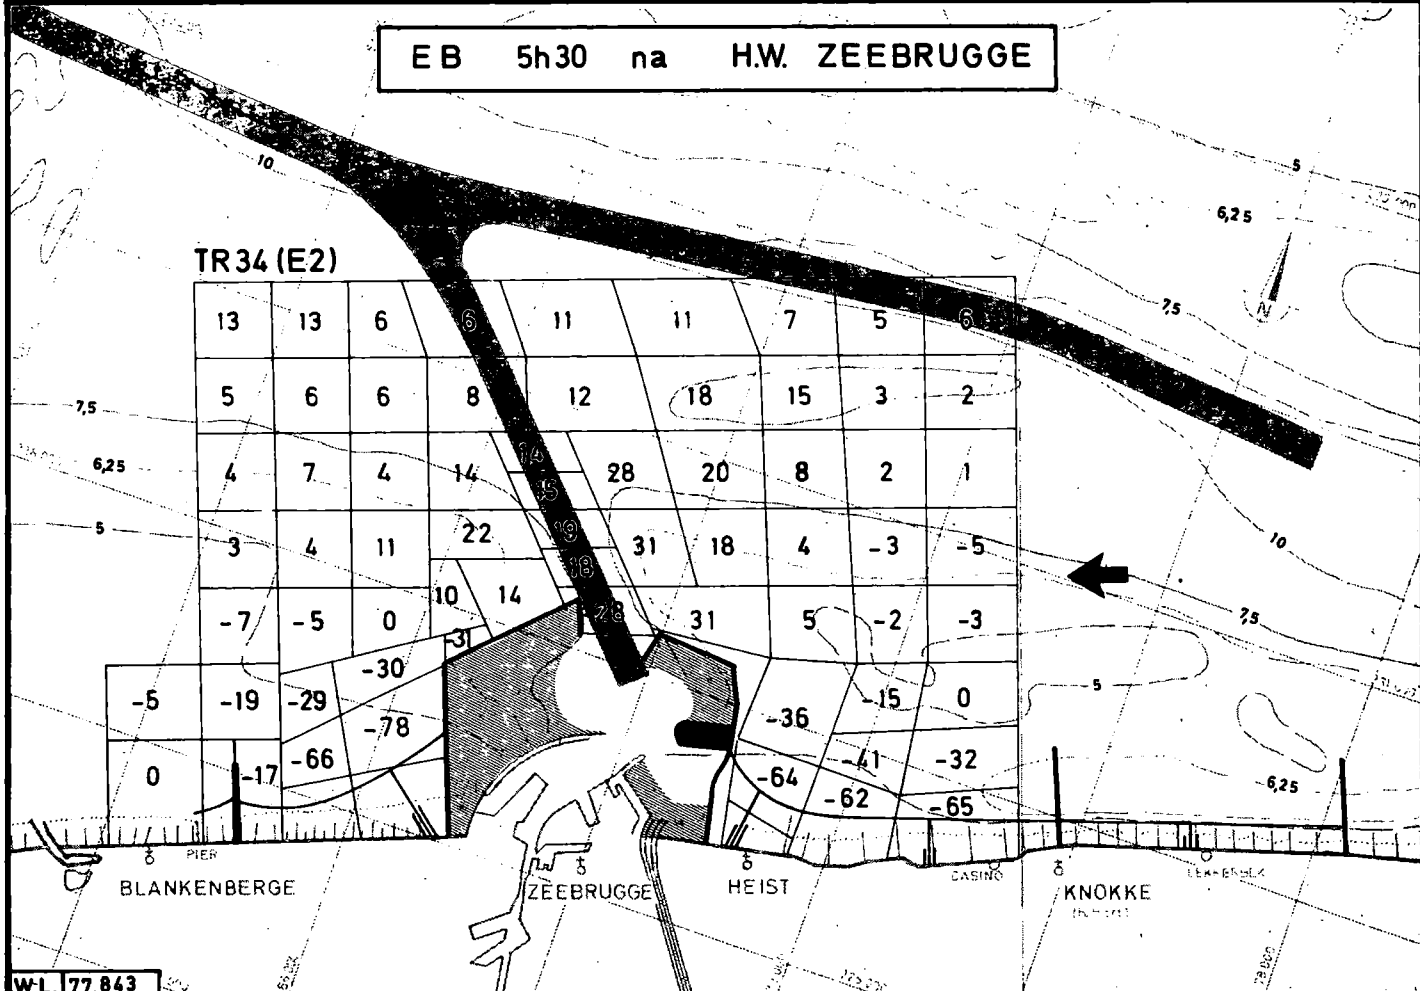 EB 5h30 na H.W. ZEEBRUGGE
5
10
6,25
TR34 (E2)
7,5
N
13 13 6 6 11 11 7 5 6
5 6 6 8 12 18 15 3 2
7,5
6,25
4 7 4 14 14 28 20 8 2 1
15
5
3 4 11 22 19 31 18 4 -3 -5
10
18
10 14
-7 -5 0 28 31 5 -2 -3
7,5
-3
-30
-5 -19 -29 -15 0
5
-78 -36
0 -17 -66 -64 -41 -32
6,25
-62 -65
PIER
BLANKENBERGE ZEEBRUGGE HEIST CASINO KNOKKE
W.L. 77.843